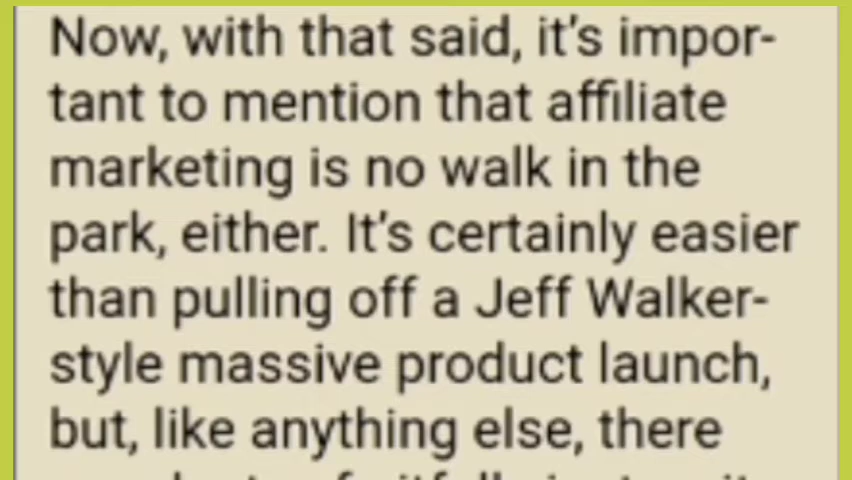 Now, with that said, it’s impor-
tant to mention that affiliate
marketing is no walk in the
park, either. It’s certainly easier
than pulling off a Jeff Walker-
style massive product launch,
but, like anything else, there